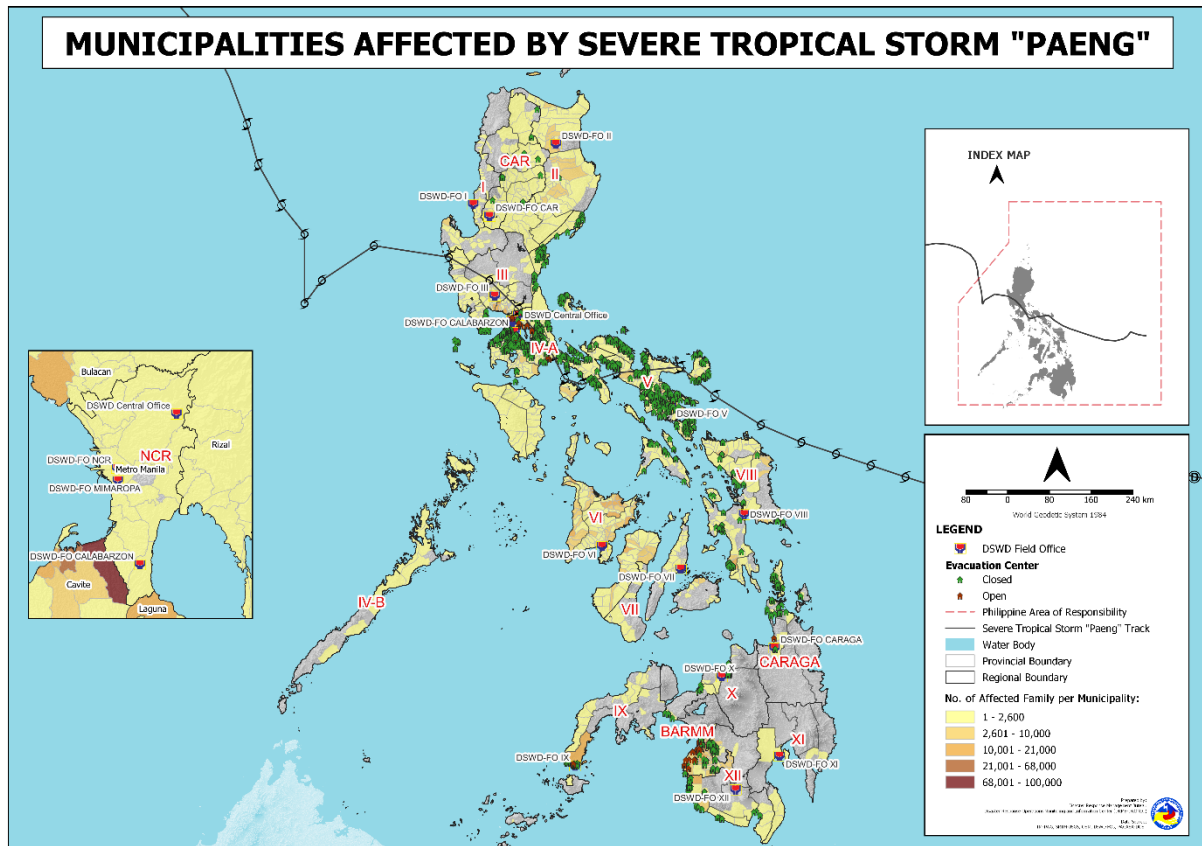 MUNICIPALITIES AFFECTED BY SEVERE TROPICAL STORM "PAENG"
DSWD-FO II
CAR
II
I
DSWD-FO I
DSWD-FO CAR
III
DSWD-FO III
DSWD Central Office
DSWD-FO CALABARZON
IV-A
V
DSWD-FO V
VIII
DSWD-FO VIII
VI
DSWD-FO VI
DSWD-FO VII
VII
IV-B
DSWD-FO CARAGA
CARAGA
DSWD-FO X
X
IX
BARMM
XI
DSWD-FO IX
DSWD-FO XI
XII
DSWD-FO XII
Bulacan
DSWD Central Office
NCR
Rizal
DSWD-FO NCR
Metro Manila
DSWD-FO MIMAROPA
DSWD-FO CALABARZON
Cavite
Laguna
INDEX MAP
80 0 80 160 240 km
World Geodetic System 1984
LEGEND
DSWD Field Office
Evacuation Center
Closed
Open
Philippine Area of Responsibility
Severe Tropical Storm "Paeng" Track
Water Body
Provincial Boundary
Regional Boundary
No. of Affected Family per Municipality:
1 - 2,600
2,601 - 10,000
10,001 - 21,000
21,001 - 68,000
68,001 - 100,000
Prepared by: